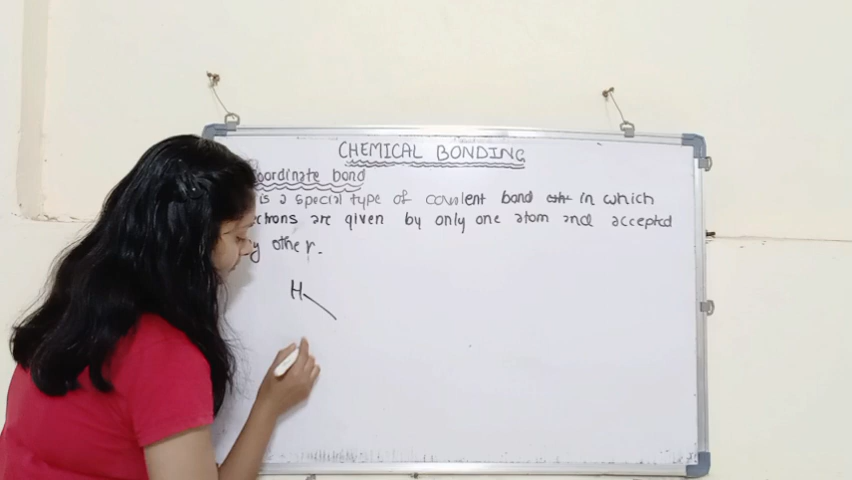 CHEMICAL BONDING
oordinate bond
is a special type of covalent bond in which
ectrons are given by only one atom and accepted
y other.
H